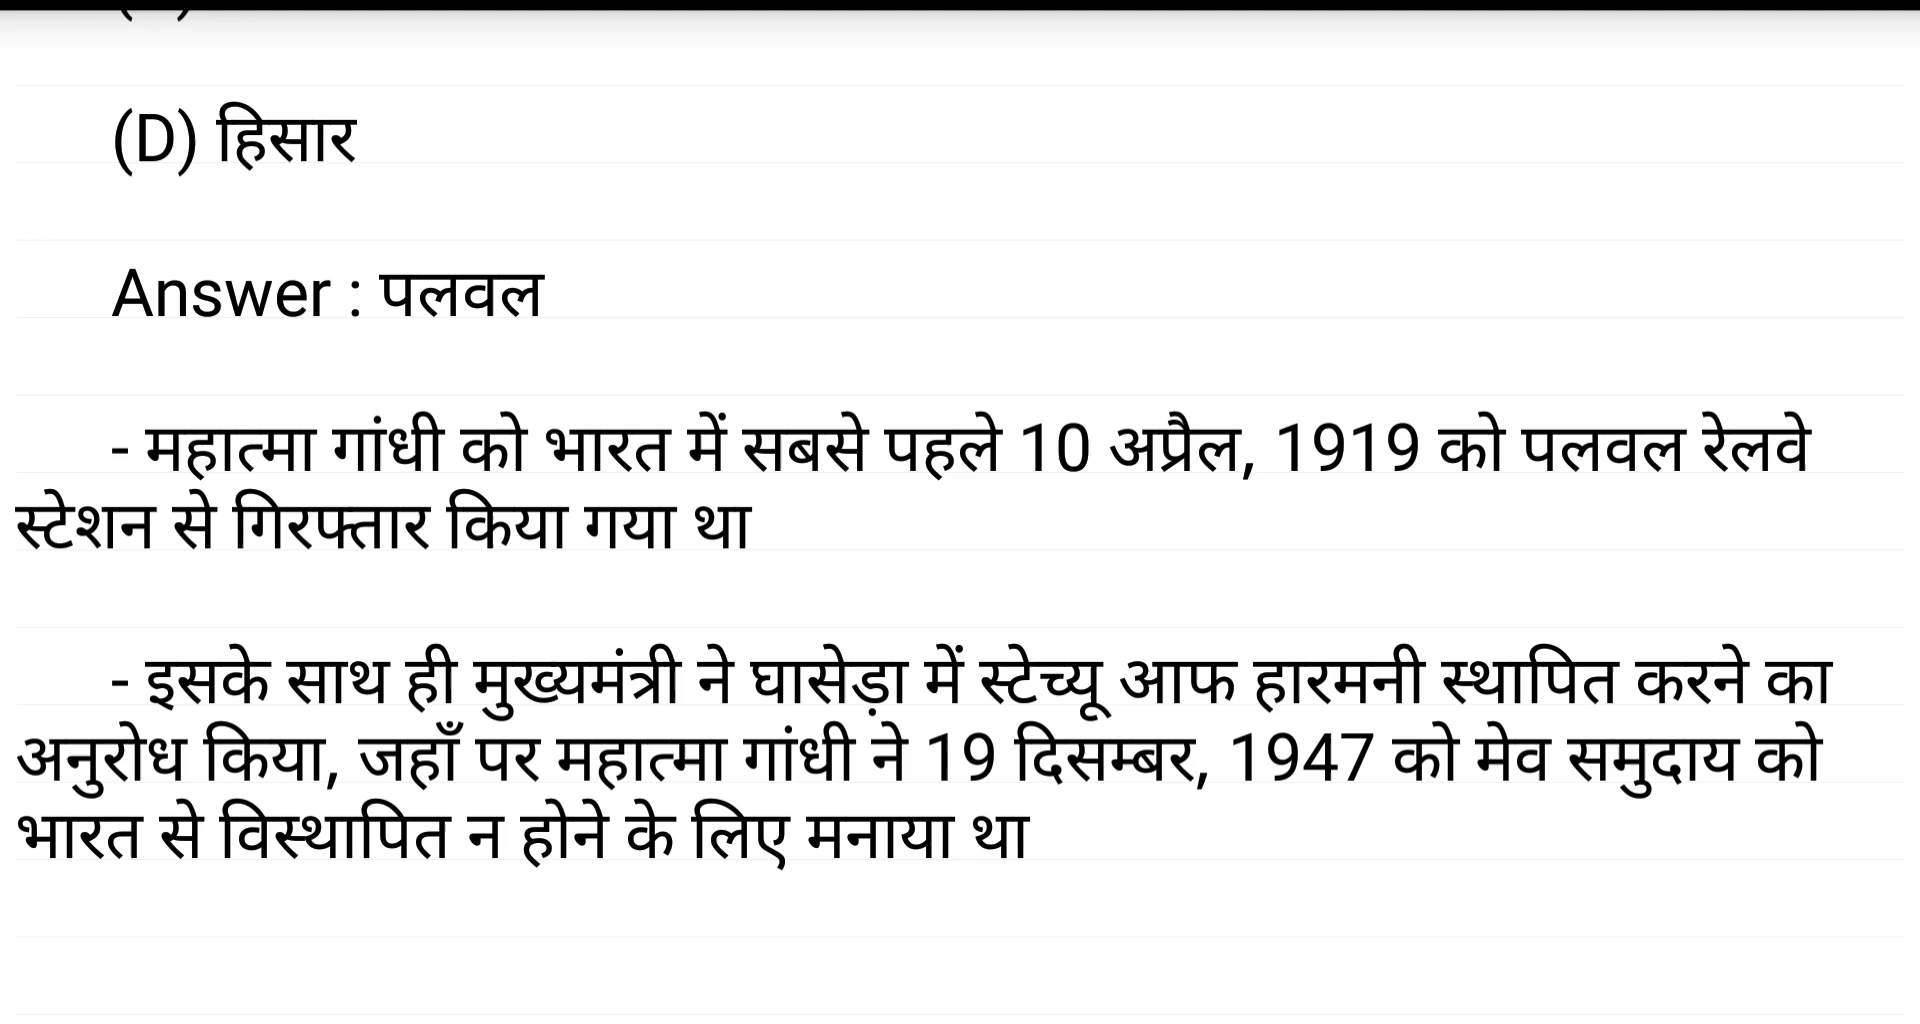 (D) हिसार
Answer : पलवल
- महात्मा गांधी को भारत में सबसे पहले 10 अप्रैल, 1919 को पलवल रेलवे
स्टेशन से गिरफ्तार किया गया था
- इसके साथ ही मुख्यमंत्री ने घासेड़ा में स्टेच्यू आफ हारमनी स्थापित करने का
अनुरोध किया, जहाँ पर महात्मा गांधी ने 19 दिसम्बर, 1947 को मेव समुदाय को
भारत से विस्थापित न होने के लिए मनाया था